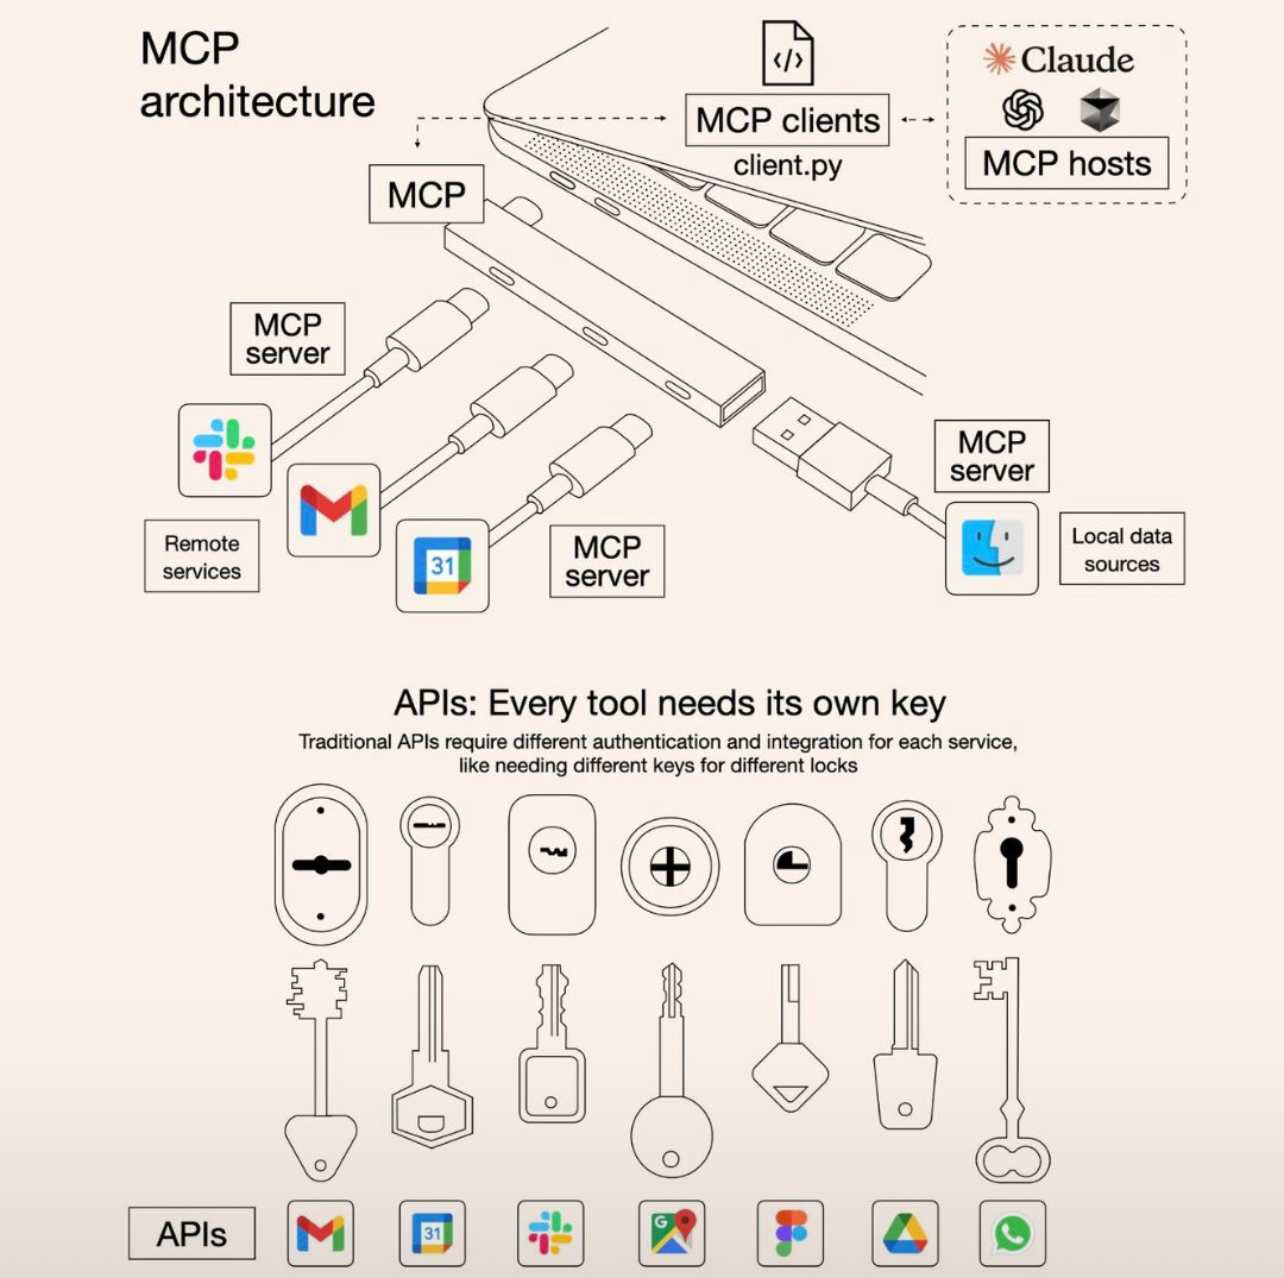 MCP
architecture
</>
MCP clients
client.py
Claude
MCP hosts
MCP
MCP
server
Remote
services
31
MCP
server
MCP
server
Local data
sources
APIs: Every tool needs its own key
Traditional APIs require different authentication and integration for each service,
like needing different keys for different locks
APIs
31
G